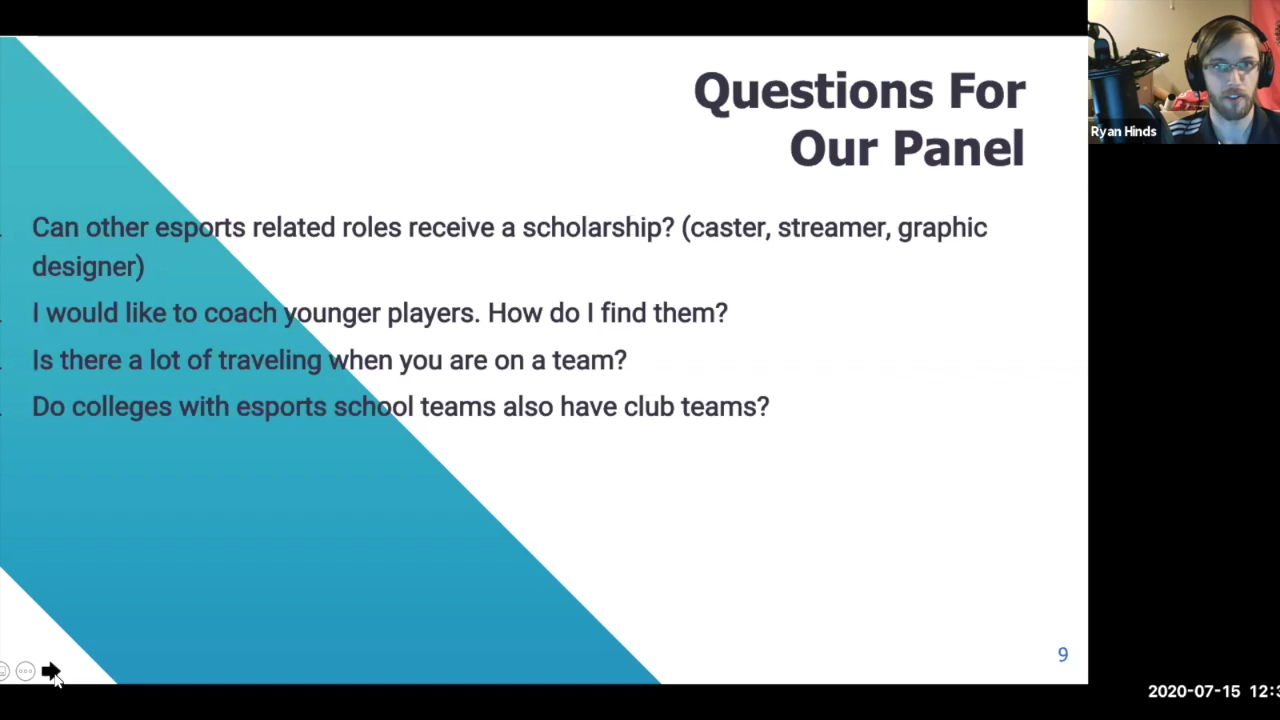 Questions For
Our Panel
Ryan Hinds
Can other esports related roles receive a scholarship? (caster, streamer, graphic
designer)
I would like to coach younger players. How do I find them?
Is there a lot of traveling when you are on a team?
Do colleges with esports school teams also have club teams?
9
2020-07-15 12:3